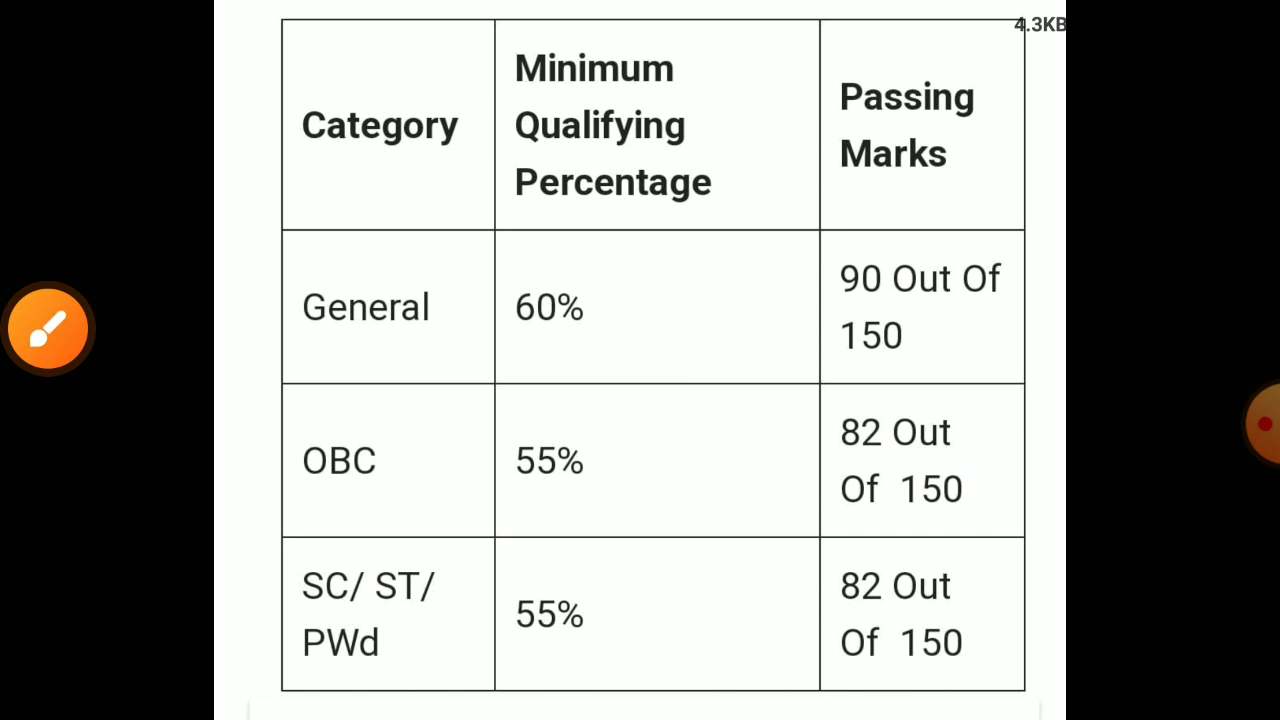 4.3KB
Category
Minimum
Qualifying
Percentage
Passing
Marks
General
60%
90 Out Of
150
OBC
55%
82 Out
Of 150
SC/ ST/
PWd
55%
82 Out
Of 150